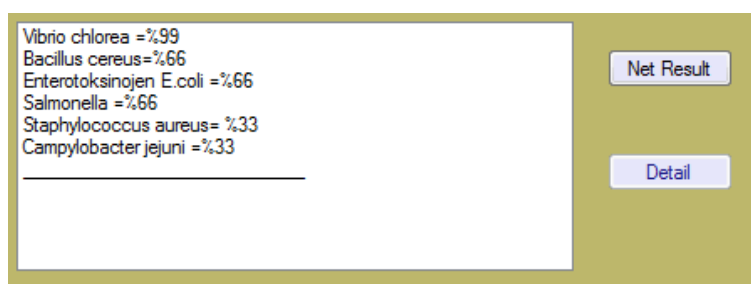 Vibrio chlorea =%99
Bacillus cereus=%66
Enterotoksinojen E.coli =%66
Salmonella =%66
Staphylococcus aureus= %33
Campylobacter jejuni =%33
Net Result
Detail